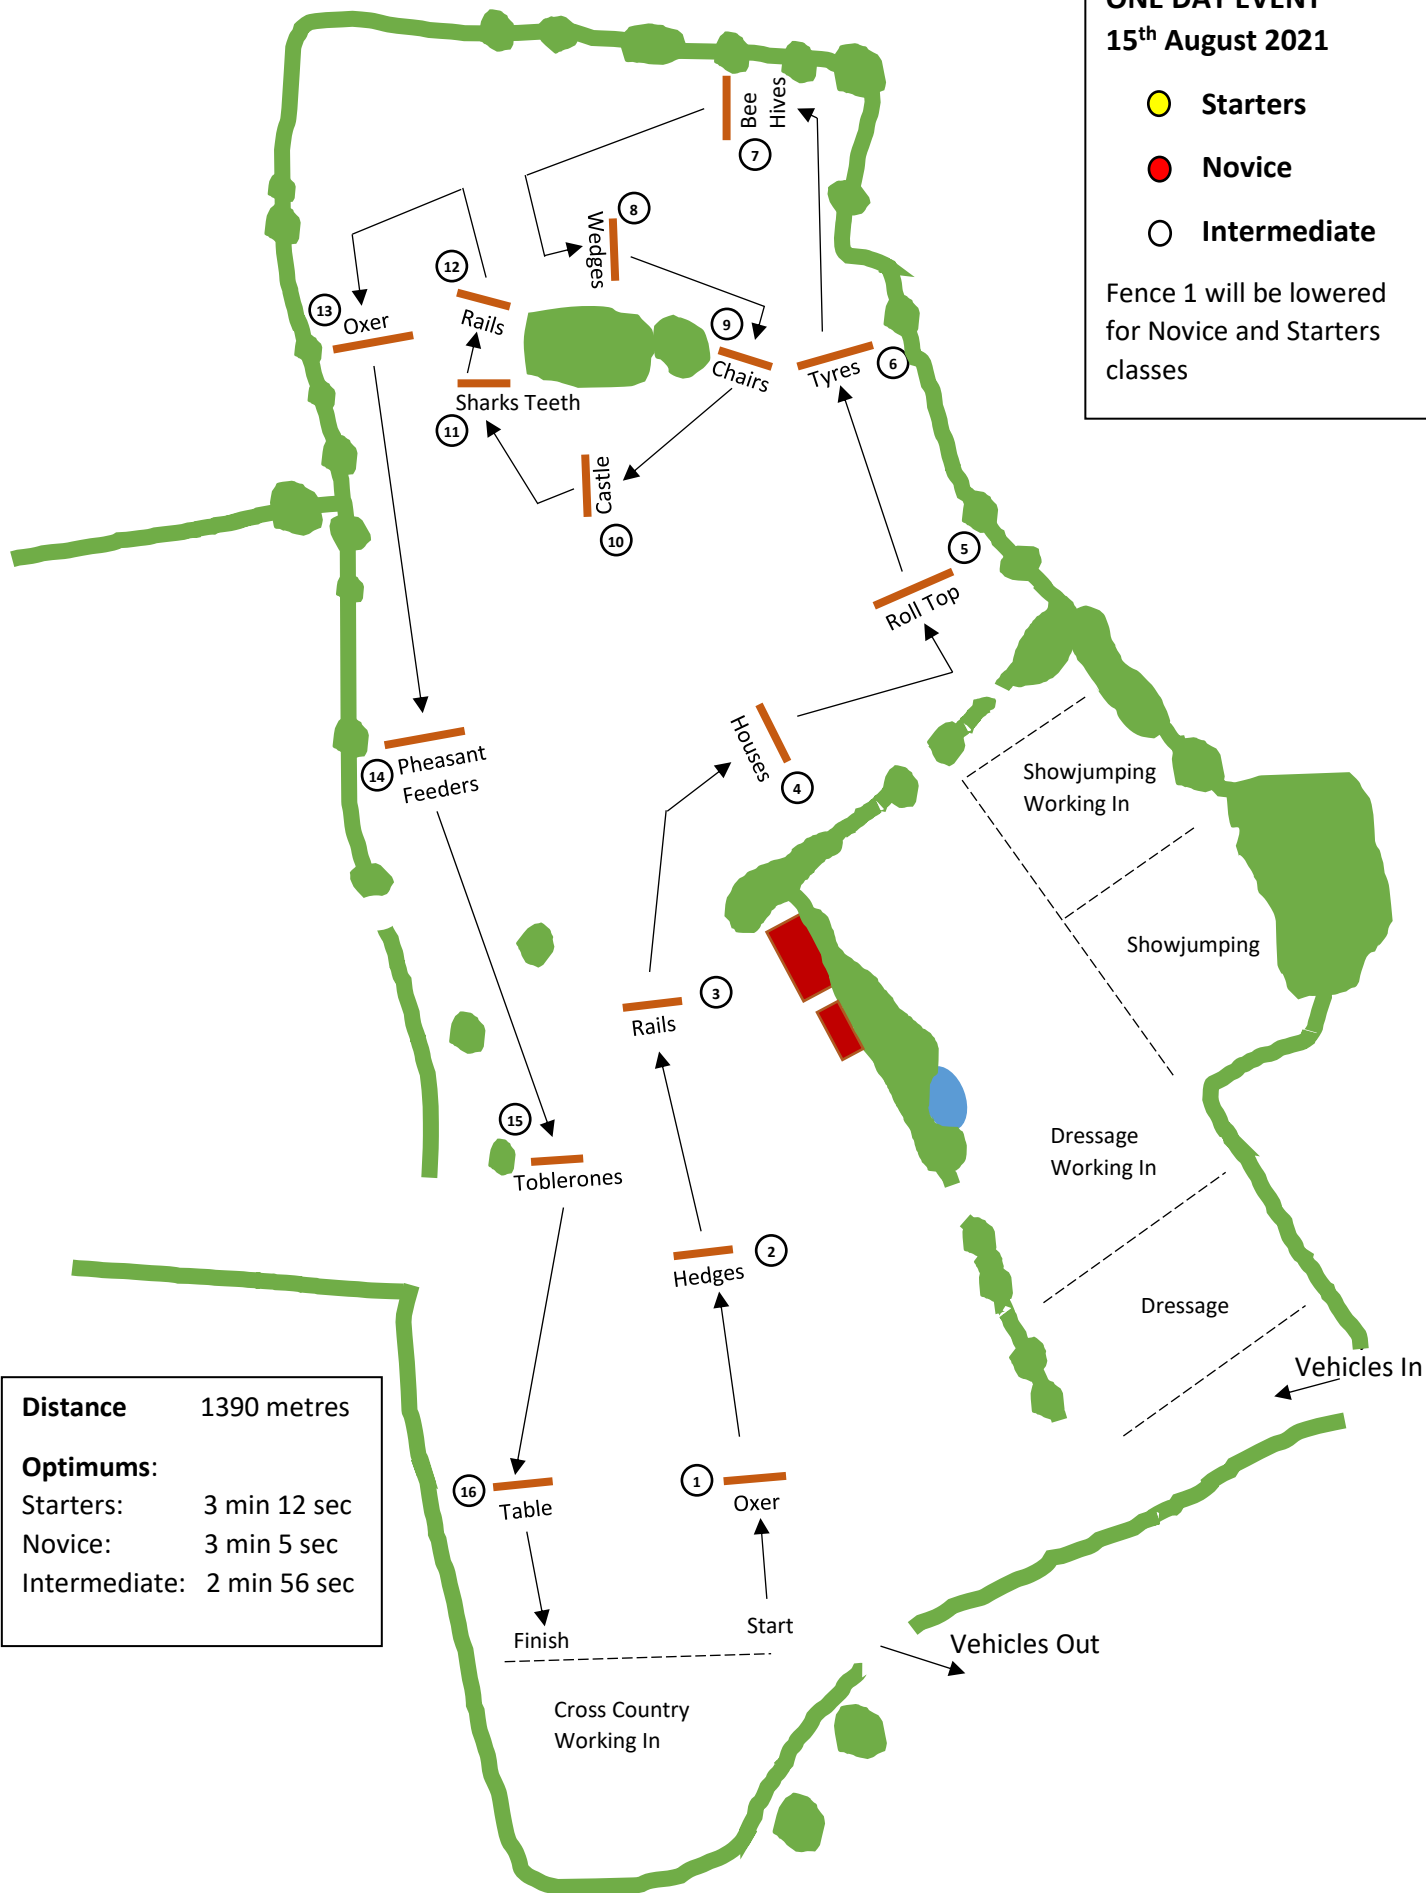 ONE DAY EVENT
15th August 2021
Starters
Novice
Intermediate
Fence 1 will be lowered
for Novice and Starters
classes
Bee
Hives
7
8
Wedges
12
Rails
13
Oxer
9
Chairs
Tyres
6
Sharks Teeth
11
Castle
10
5
Roll Top
Houses
4
14
Pheasant
Feeders
Showjumping
Working In
Showjumping
3
Rails
15
Toblerones
Dressage
Working In
2
Hedges
Dressage
Vehicles In
Distance 1390 metres
Optimums:
Starters: 3 min 12 sec
Novice: 3 min 5 sec
Intermediate: 2 min 56 sec
16
Table
1
Oxer
Finish
Start
Vehicles Out
Cross Country
Working In